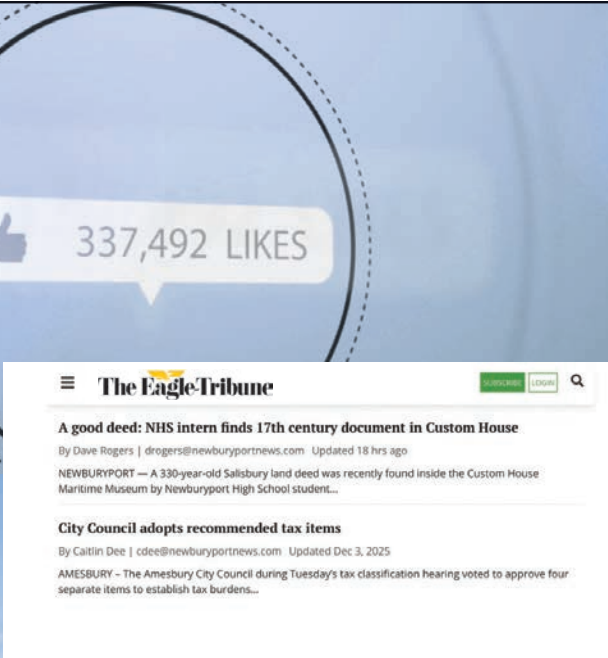 337,492 LIKES
The Eagle-Tribune
SUBSCRIBE LOGIN
A good deed: NHS intern finds 17th century document in Custom House
By Dave Rogers | drogers@newburyportnews.com Updated 18 hrs ago
NEWBURYPORT — A 330-year-old Salisbury land deed was recently found inside the Custom House
Maritime Museum by Newburyport High School student...
City Council adopts recommended tax items
By Caitlin Dee | cdee@newburyportnews.com Updated Dec 3, 2025
AMESBURY – The Amesbury City Council during Tuesday's tax classification hearing voted to approve four
separate items to establish tax burdens...